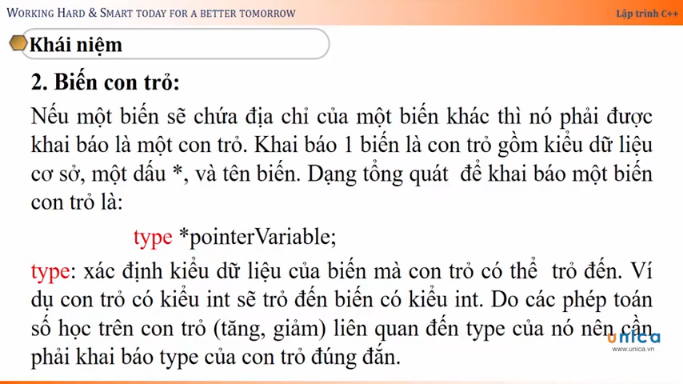 WORKING HARD & SMART TODAY FOR A BETTER TOMORROW
Lập trình C++
Khái niệm
2. Biến con trỏ:
Nếu một biến sẽ chứa địa chỉ của một biến khác thì nó phải được
khai báo là một con trỏ. Khai báo 1 biến là con trỏ gồm kiểu dữ liệu
cơ sở, một dấu *, và tên biến. Dạng tổng quát để khai báo một biến
con trỏ là:
type *pointerVariable;
type: xác định kiểu dữ liệu của biến mà con trỏ có thể trỏ đến. Ví
dụ con trỏ có kiểu int sẽ trỏ đến biến có kiểu int. Do các phép toán
số học trên con trỏ (tăng, giảm) liên quan đến type của nó nên cần
phải khai báo type của con trỏ đúng đắn.
unica
www.unica.vn